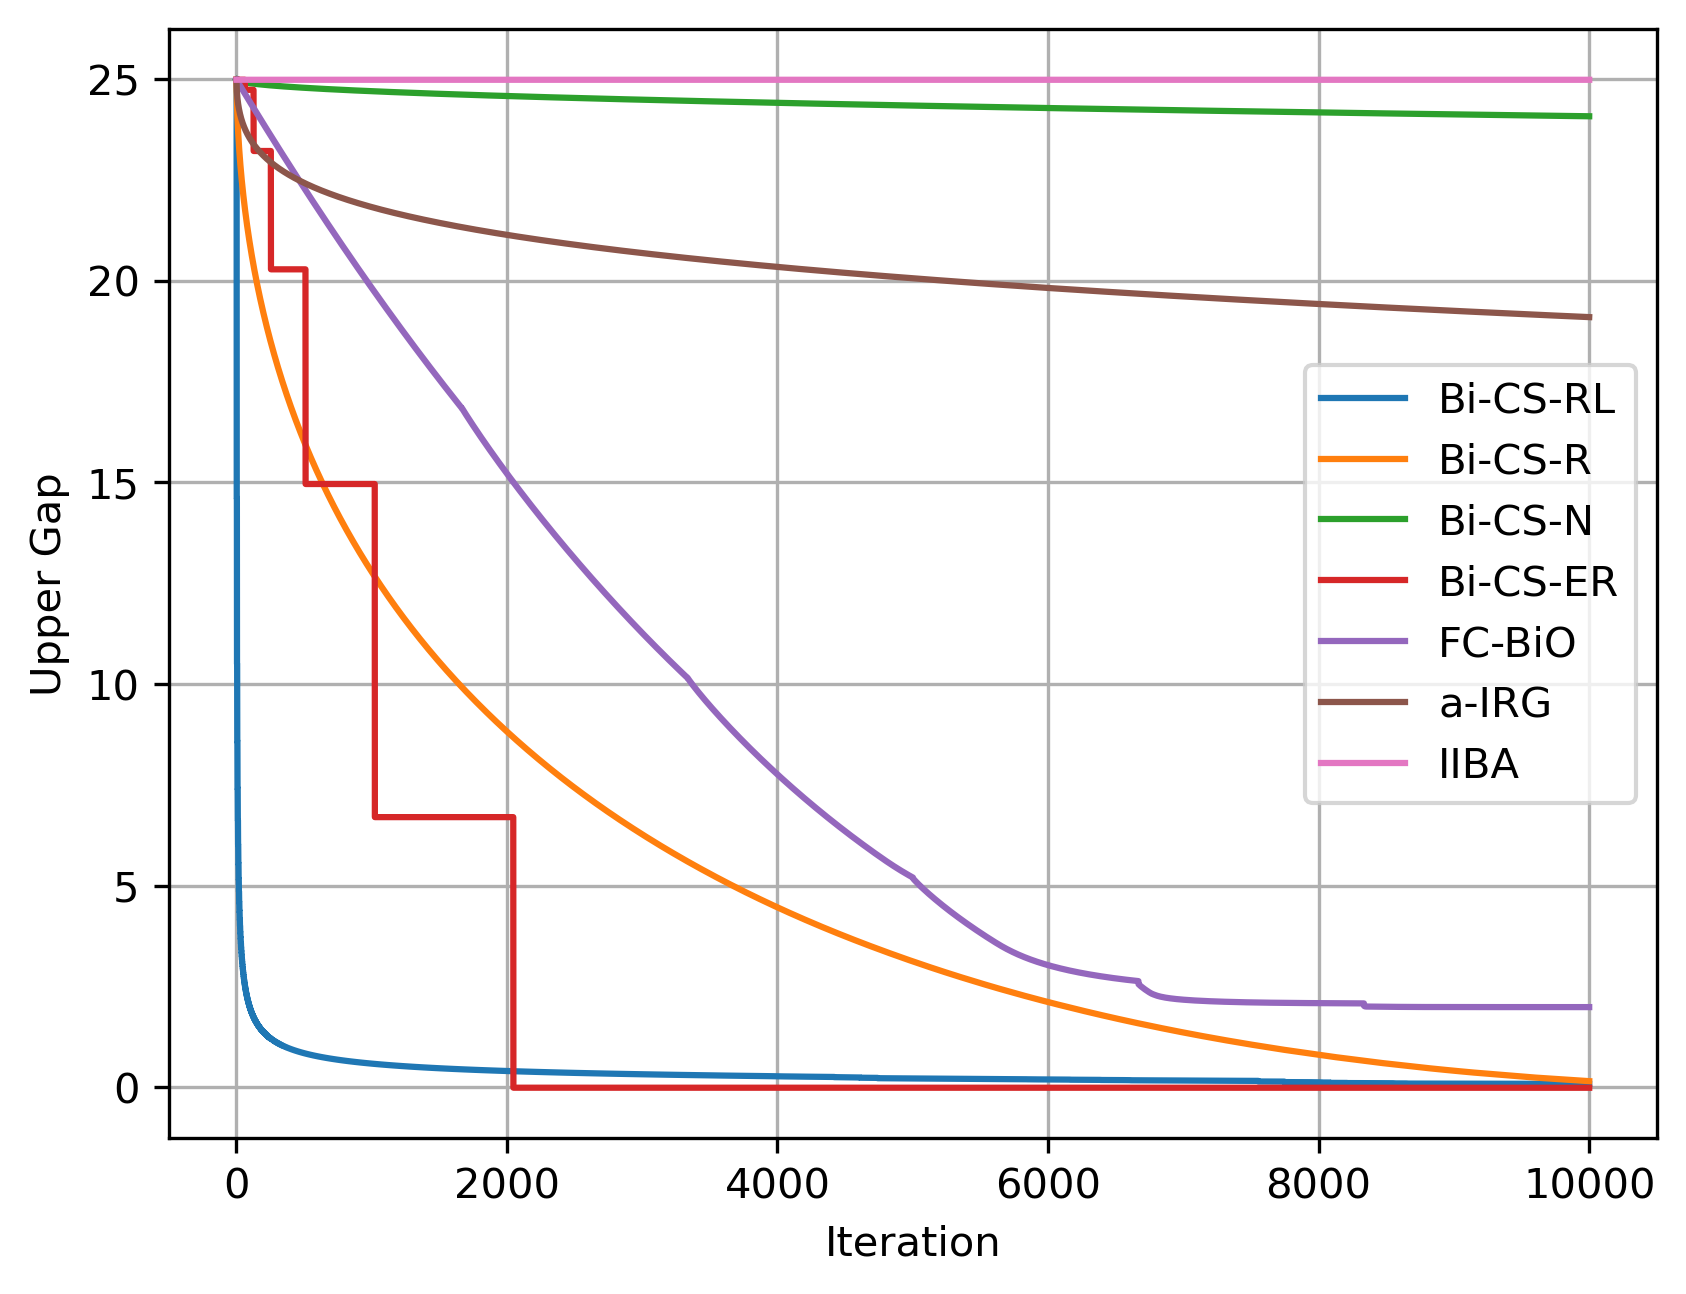 25
20
15
10
5
0
Upper Gap
Bi-CS-RL
Bi-CS-R
Bi-CS-N
Bi-CS-ER
FC-BiO
a-IRG
IIBA
0 2000 4000 6000 8000 10000
Iteration